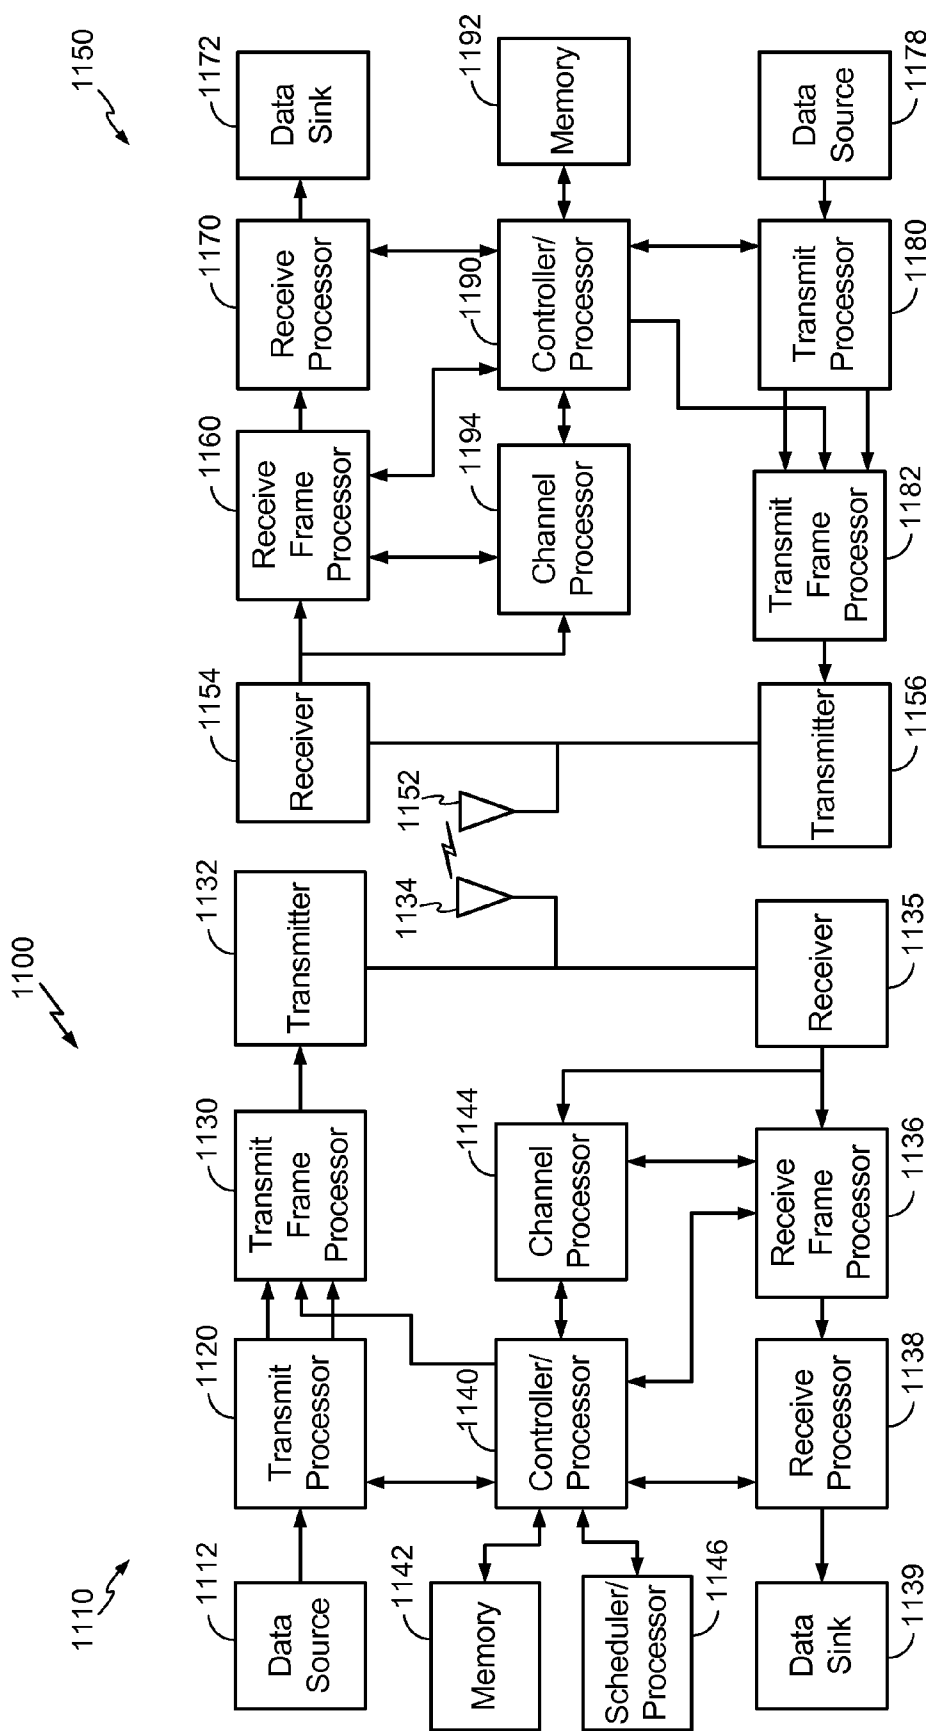 1100
1110
1150
1112
1120
1130
1132
1154
1160
1170
1172
Data
Source
Transmit
Processor
Transmit
Frame
Processor
Transmitter
Receiver
Receive
Frame
Processor
Receive
Processor
Data
Sink
1142
1140
1144
1134
1152
1194
1190
1192
Memory
Controller/
Processor
Channel
Processor
Channel
Processor
Controller/
Processor
Memory
Scheduler/
Processor
1146
Data
Sink
Receive
Processor
Receive
Frame
Processor
Receiver
Transmitter
Transmit
Frame
Processor
Transmit
Processor
Data
Source
1139
1138
1136
1135
1156
1182
1180
1178